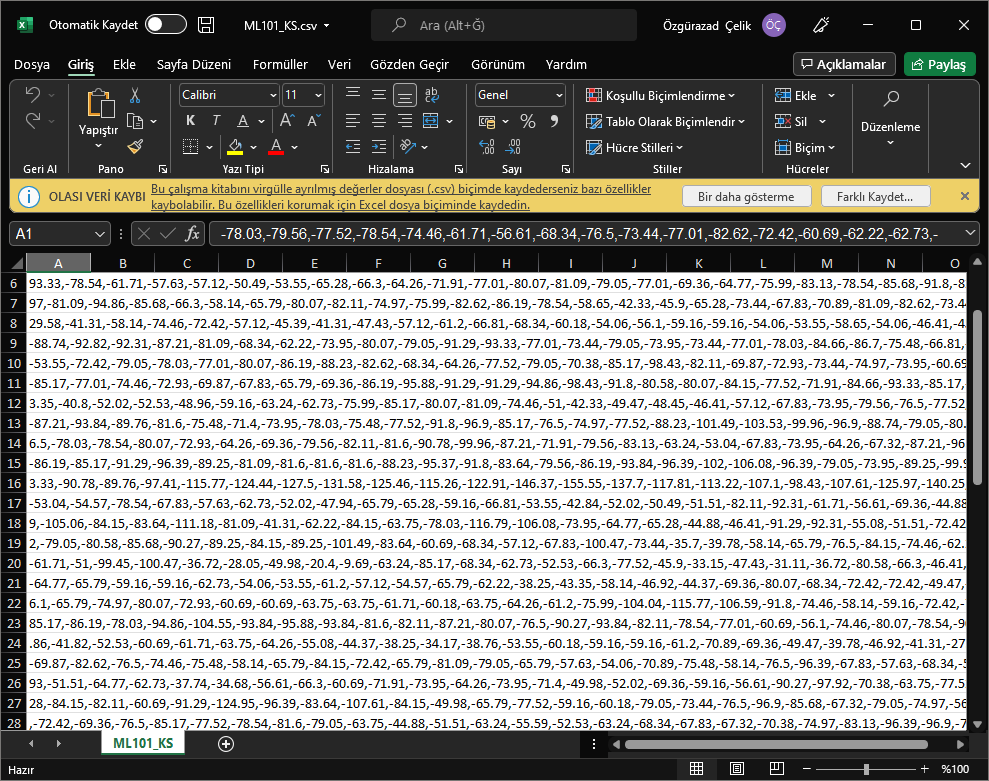 Otomatik Kaydet ML101_KS.csv Ara (Alt+Ğ) Özgürazad Çelik ÖÇ
Dosya Giriş Ekle Sayfa Düzeni Formüller Veri Gözden Geçir Görünüm Yardım Açıklamalar Paylaş
Calibri 11 Genel Koşullu Biçimlendirme Ekle
Yapıştır K T A Tablo Olarak Biçimlendir Sil Düzenleme
Hücre Stilleri Biçim
Geri Al Pano Yazı Tipi Hizalama Sayı Stiller Hücreler
OLASI VERİ KAYBI Bu çalışma kitabını virgülle ayrılmış değerler dosyası (.csv) biçimde kaydederseniz bazı özellikler Bir daha gösterme Farklı Kaydet...
kaybolabilir. Bu özellikleri korumak için Excel dosya biçiminde kaydedin.
A1 fx -78.03,-79.56,-77.52,-78.54,-74.46,-61.71,-56.61,-68.34,-76.5,-73.44,-77.01,-82.62,-72.42,-60.69,-62.22,-62.73,-
A B C D E F G H I J K L M N O
6 93.33,-78.54,-61.71,-57.63,-57.12,-50.49,-53.55,-65.28,-66.3,-64.26,-71.91,-77.01,-80.07,-81.09,-79.05,-77.01,-69.36,-64.77,-75.99,-83.13,-78.54,-85.68,-91.8,-8
7 97,-81.09,-94.86,-85.68,-66.3,-58.14,-65.79,-80.07,-82.11,-74.97,-75.99,-82.62,-86.19,-78.54,-58.65,-42.33,-45.9,-65.28,-73.44,-67.83,-70.89,-81.09,-82.62,-73.4
8 29.58,-41.31,-58.14,-74.46,-72.42,-57.12,-45.39,-41.31,-47.43,-57.12,-61.2,-66.81,-68.34,-60.18,-54.06,-56.1,-59.16,-59.16,-54.06,-53.55,-58.65,-54.06,-46.41,-4
9 -88.74,-92.82,-92.31,-87.21,-81.09,-68.34,-62.22,-73.95,-80.07,-79.05,-91.29,-93.33,-77.01,-73.44,-79.05,-73.95,-73.44,-77.01,-78.03,-84.66,-86.7,-75.48,-66.81,
10 -53.55,-72.42,-79.05,-78.03,-77.01,-80.07,-86.19,-88.23,-82.62,-68.34,-64.26,-77.52,-79.05,-70.38,-85.17,-98.43,-82.11,-69.87,-72.93,-73.44,-74.97,-73.95,-60.69
11 -85.17,-77.01,-74.46,-72.93,-69.87,-67.83,-65.79,-69.36,-86.19,-95.88,-91.29,-91.29,-94.86,-98.43,-91.8,-80.58,-80.07,-84.15,-77.52,-71.91,-84.66,-93.33,-85.17,
12 3.35,-40.8,-52.02,-52.53,-48.96,-59.16,-63.24,-62.73,-75.99,-85.17,-80.07,-81.09,-74.46,-51,-42.33,-49.47,-48.45,-46.41,-57.12,-67.83,-73.95,-79.56,-76.5,-77.52
13 -87.21,-93.84,-89.76,-81.6,-75.48,-71.4,-73.95,-78.03,-75.48,-77.52,-91.8,-96.9,-85.17,-76.5,-74.97,-77.52,-88.23,-101.49,-103.53,-99.96,-96.9,-88.74,-79.05,-80.
14 6.5,-78.03,-78.54,-80.07,-72.93,-64.26,-69.36,-79.56,-82.11,-81.6,-90.78,-99.96,-87.21,-71.91,-79.56,-83.13,-63.24,-53.04,-67.83,-73.95,-64.26,-67.32,-87.21,-96
15 -86.19,-85.17,-91.29,-96.39,-89.25,-81.09,-81.6,-81.6,-81.6,-88.23,-95.37,-91.8,-83.64,-79.56,-86.19,-93.84,-96.39,-102,-106.08,-96.39,-79.05,-73.95,-89.25,-99.9
16 3.33,-90.78,-89.76,-97.41,-115.77,-124.44,-127.5,-131.58,-125.46,-115.26,-122.91,-146.37,-155.55,-137.7,-117.81,-113.22,-107.1,-98.43,-107.61,-125.97,-140.25
17 -53.04,-54.57,-78.54,-67.83,-57.63,-62.73,-52.02,-47.94,-65.79,-65.28,-59.16,-66.81,-53.55,-42.84,-52.02,-50.49,-51.51,-82.11,-92.31,-61.71,-56.61,-69.36,-44.88
18 9,-105.06,-84.15,-83.64,-111.18,-81.09,-41.31,-62.22,-84.15,-63.75,-78.03,-116.79,-106.08,-73.95,-64.77,-65.28,-44.88,-46.41,-91.29,-92.31,-55.08,-51.51,-72.42
19 2,-79.05,-80.58,-85.68,-90.27,-89.25,-84.15,-89.25,-101.49,-83.64,-60.69,-68.34,-57.12,-67.83,-100.47,-73.44,-35.7,-39.78,-58.14,-65.79,-76.5,-84.15,-74.46,-62.
20 -61.71,-51,-99.45,-100.47,-36.72,-28.05,-49.98,-20.4,-9.69,-63.24,-85.17,-68.34,-62.73,-52.53,-66.3,-77.52,-45.9,-33.15,-47.43,-31.11,-36.72,-80.58,-66.3,-46.41,
21 -64.77,-65.79,-59.16,-59.16,-62.73,-54.06,-53.55,-61.2,-57.12,-54.57,-65.79,-62.22,-38.25,-43.35,-58.14,-46.92,-44.37,-69.36,-80.07,-68.34,-72.42,-72.42,-49.47,
22 6.1,-65.79,-74.97,-80.07,-72.93,-60.69,-60.69,-63.75,-63.75,-61.71,-60.18,-63.75,-64.26,-61.2,-75.99,-104.04,-115.77,-106.59,-91.8,-74.46,-58.14,-59.16,-72.42,-
23 85.17,-86.19,-78.03,-94.86,-104.55,-93.84,-95.88,-93.84,-81.6,-82.11,-87.21,-80.07,-76.5,-90.27,-93.84,-82.11,-78.54,-77.01,-60.69,-56.1,-74.46,-80.07,-78.54,-9
24 .86,-41.82,-52.53,-60.69,-61.71,-63.75,-64.26,-55.08,-44.37,-38.25,-34.17,-38.76,-53.55,-60.18,-59.16,-59.16,-61.2,-70.89,-69.36,-49.47,-39.78,-46.92,-41.31,-27
25 -69.87,-82.62,-76.5,-74.46,-75.48,-58.14,-65.79,-84.15,-72.42,-65.79,-81.09,-79.05,-65.79,-57.63,-54.06,-70.89,-75.48,-58.14,-76.5,-96.39,-67.83,-57.63,-68.34,-5
26 93,-51.51,-64.77,-62.73,-37.74,-34.68,-56.61,-66.3,-60.69,-71.91,-73.95,-64.26,-73.95,-71.4,-49.98,-52.02,-69.36,-59.16,-56.61,-90.27,-97.92,-70.38,-63.75,-77.5
27 28,-84.15,-82.11,-60.69,-91.29,-124.95,-96.39,-83.64,-107.61,-84.15,-49.98,-65.79,-77.52,-59.16,-60.18,-79.05,-73.44,-76.5,-96.9,-85.68,-67.32,-79.05,-74.97,-56
28 ,-72.42,-69.36,-76.5,-85.17,-77.52,-78.54,-81.6,-79.05,-63.75,-44.88,-51.51,-63.24,-55.59,-52.53,-63.24,-68.34,-67.83,-67.32,-70.38,-74.97,-83.13,-96.39,-96.9,-7
ML101_KS
Hazır %100